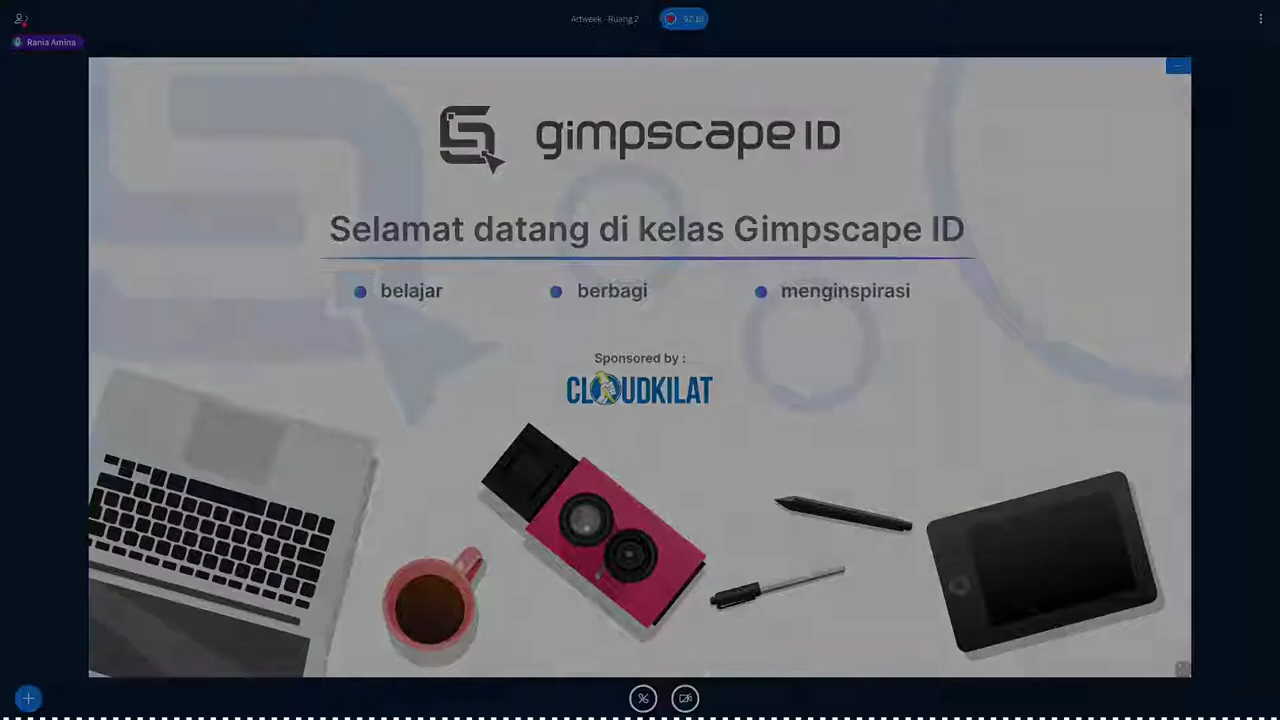 Artweek - Ruang 2
Rania Amina
gimpscape ID
Selamat datang di kelas Gimpscape ID
belajar
berbagi
menginspirasi
Sponsored by :
CLOUDKILAT